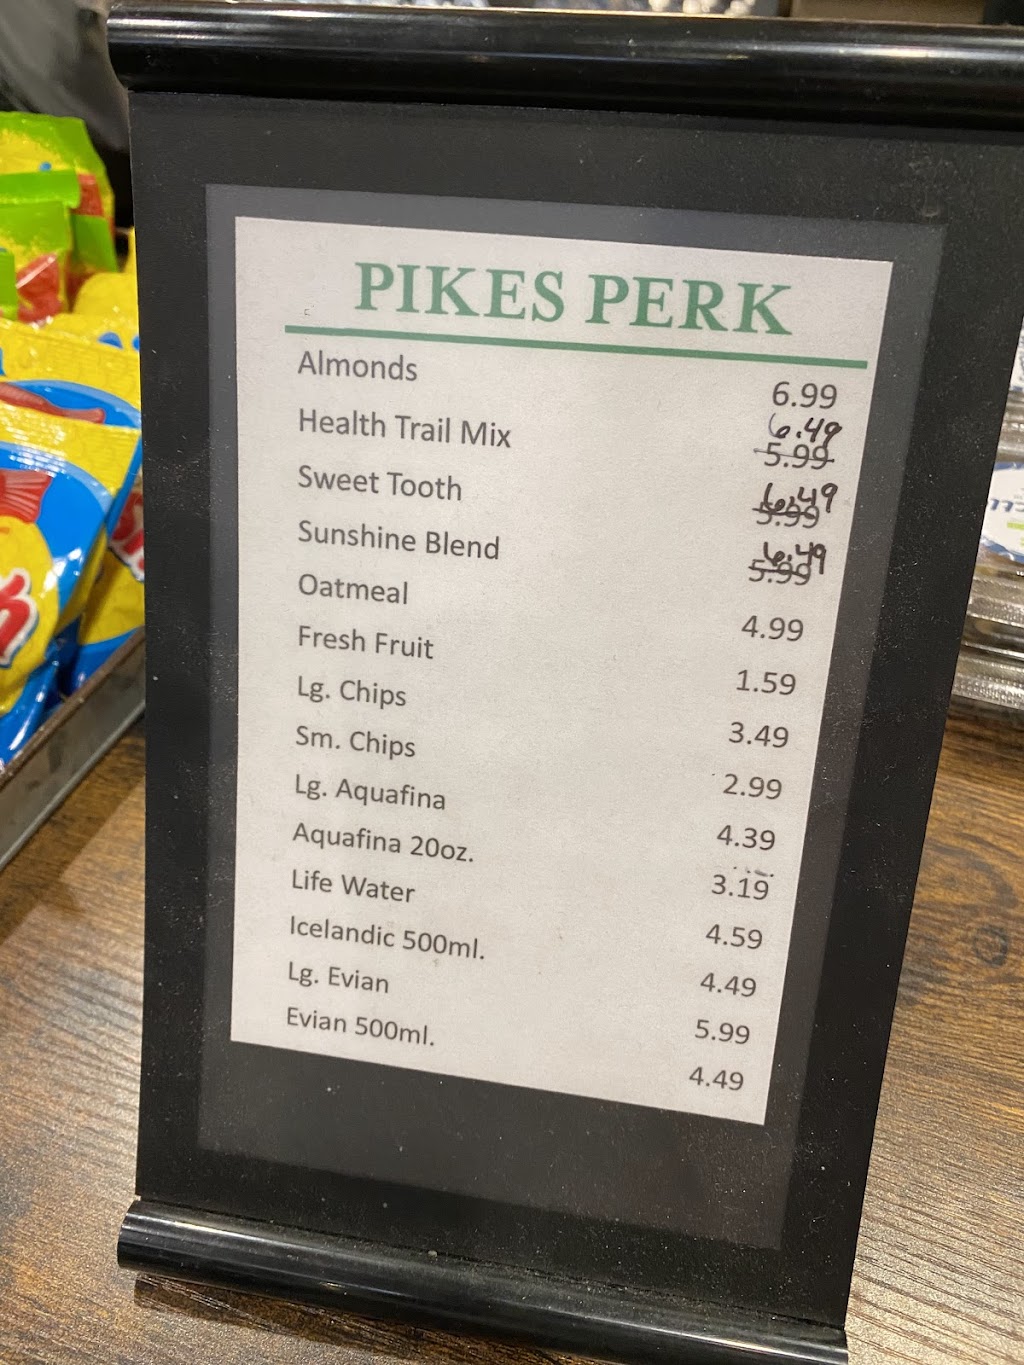 PIKES PERK
Almonds 6.99
Health Trail Mix 6.49 5.99
Sweet Tooth 6.49 5.99
Sunshine Blend 6.49 5.99
Oatmeal 4.99
Fresh Fruit 1.59
Lg. Chips 3.49
Sm. Chips 2.99
Lg. Aquafina 4.39
Aquafina 20oz. 3.19
Life Water 4.59
Icelandic 500ml. 4.49
Lg. Evian 5.99
Evian 500ml. 4.49